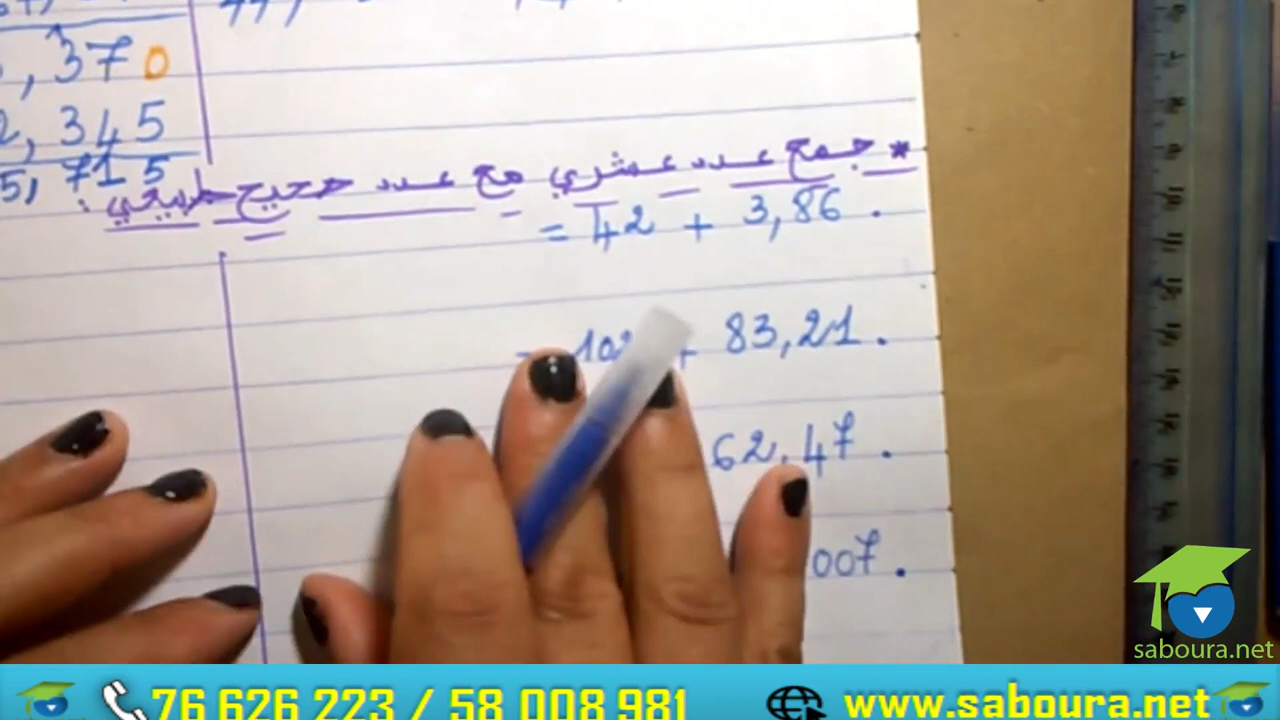 ,370
2,345
5,715
* جمع عدد عشري مع عدد صحيح طبيعي :
= 42 + 3,86 .
+ 83,21 .
62,47 .
007 .
saboura.net
76 626 223 / 58 008 981 www.saboura.net